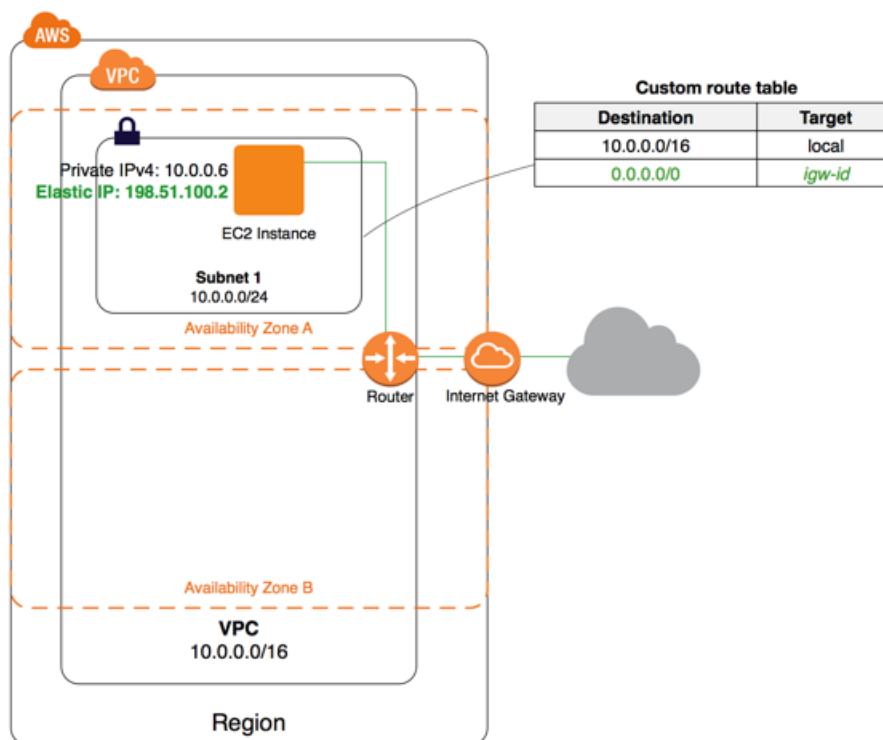 AWS
VPC
Custom route table
Destination Target
10.0.0.0/16 local
0.0.0.0/0 igw-id
Private IPv4: 10.0.0.6
Elastic IP: 198.51.100.2
EC2 Instance
Subnet 1
10.0.0.0/24
Availability Zone A
Router
Internet Gateway
Availability Zone B
VPC
10.0.0.0/16
Region